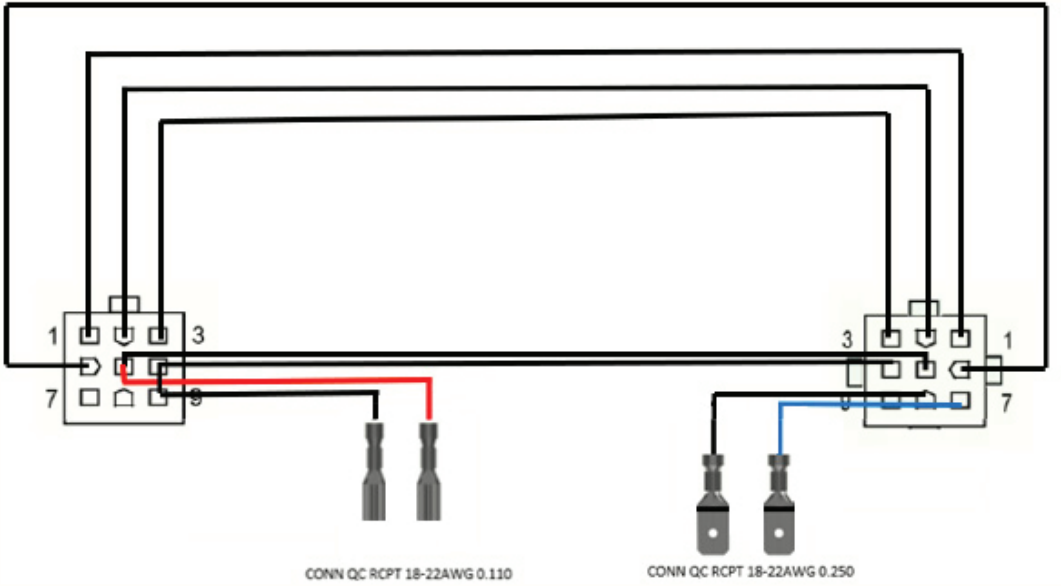 1 3
7 9
3 1
7
CONN QC RCPT 18-22AWG 0.110
CONN QC RCPT 18-22AWG 0.250